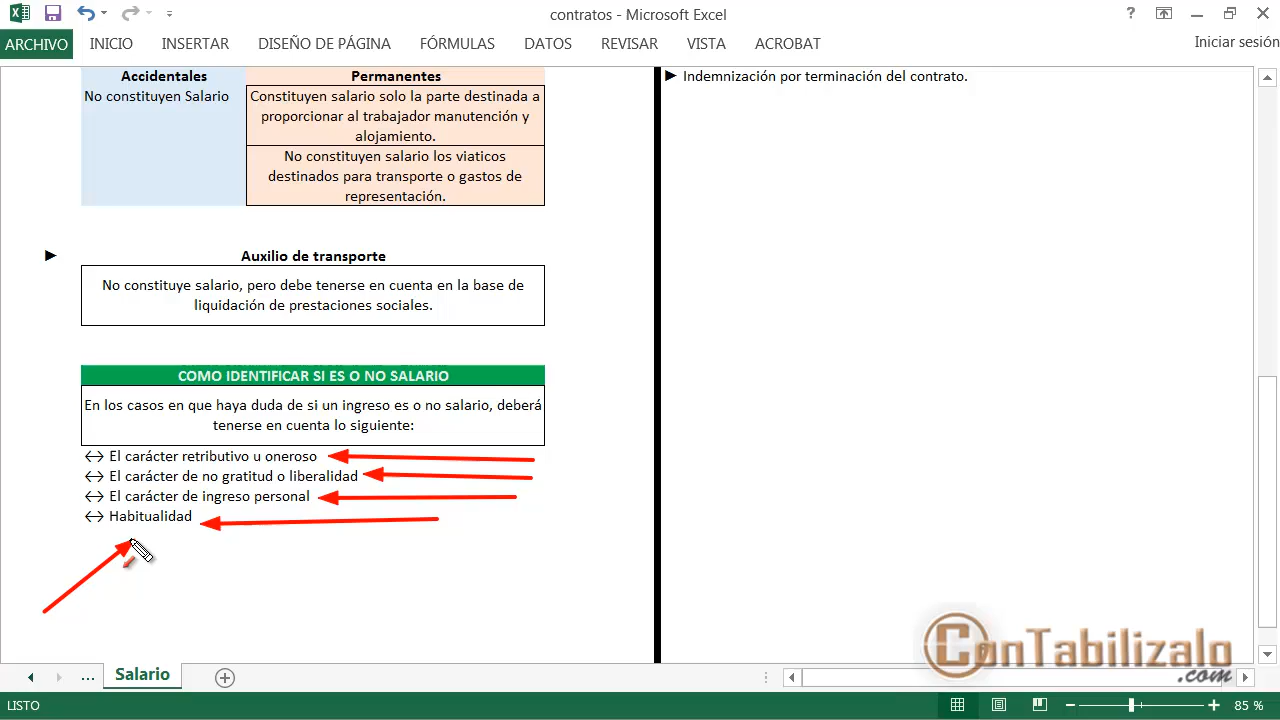 contratos - Microsoft Excel
?
ARCHIVO INICIO INSERTAR DISEÑO DE PÁGINA FÓRMULAS DATOS REVISAR VISTA ACROBAT Iniciar sesión
Accidentales
No constituyen Salario
Permanentes
Constituyen salario solo la parte destinada a
proporcionar al trabajador manutención y
alojamiento.
No constituyen salario los viaticos
destinados para transporte o gastos de
representación.
► Indemnización por terminación del contrato.
► Auxilio de transporte
No constituye salario, pero debe tenerse en cuenta en la base de
liquidación de prestaciones sociales.
COMO IDENTIFICAR SI ES O NO SALARIO
En los casos en que haya duda de si un ingreso es o no salario, deberá
tenerse en cuenta lo siguiente:
↔ El carácter retributivo u oneroso
↔ El carácter de no gratitud o liberalidad
↔ El carácter de ingreso personal
↔ Habitualidad
ConTabilizalo
.com
... Salario
LISTO
85 %